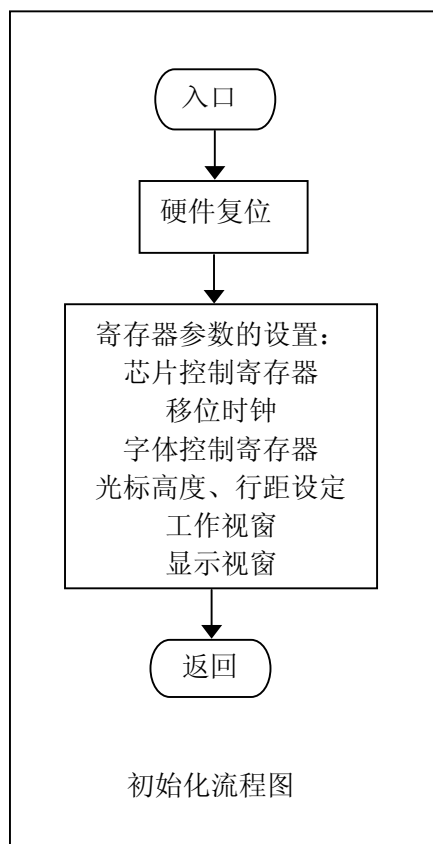 入口
硬件复位
寄存器参数的设置：
芯片控制寄存器
移位时钟
字体控制寄存器
光标高度、行距设定
工作视窗
显示视窗
返回
初始化流程图